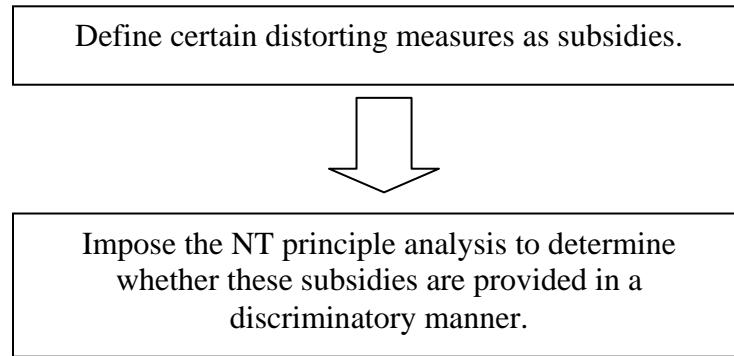 Define certain distorting measures as subsidies.
Impose the NT principle analysis to determine
whether these subsidies are provided in a
discriminatory manner.